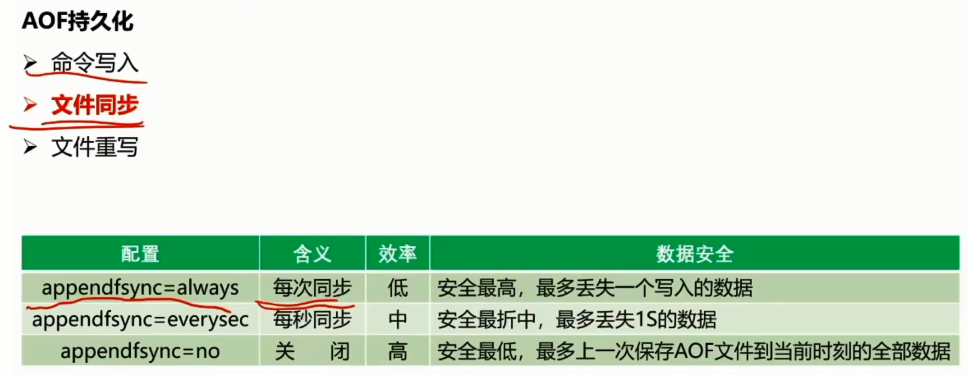 AOF持久化
➢ 命令写入
➢ 文件同步
➢ 文件重写
配置 含义 效率 数据安全
appendfsync=always 每次同步 低 安全最高，最多丢失一个写入的数据
appendfsync=everysec 每秒同步 中 安全最折中，最多丢失1S的数据
appendfsync=no 关 闭 高 安全最低，最多上一次保存AOF文件到当前时刻的全部数据